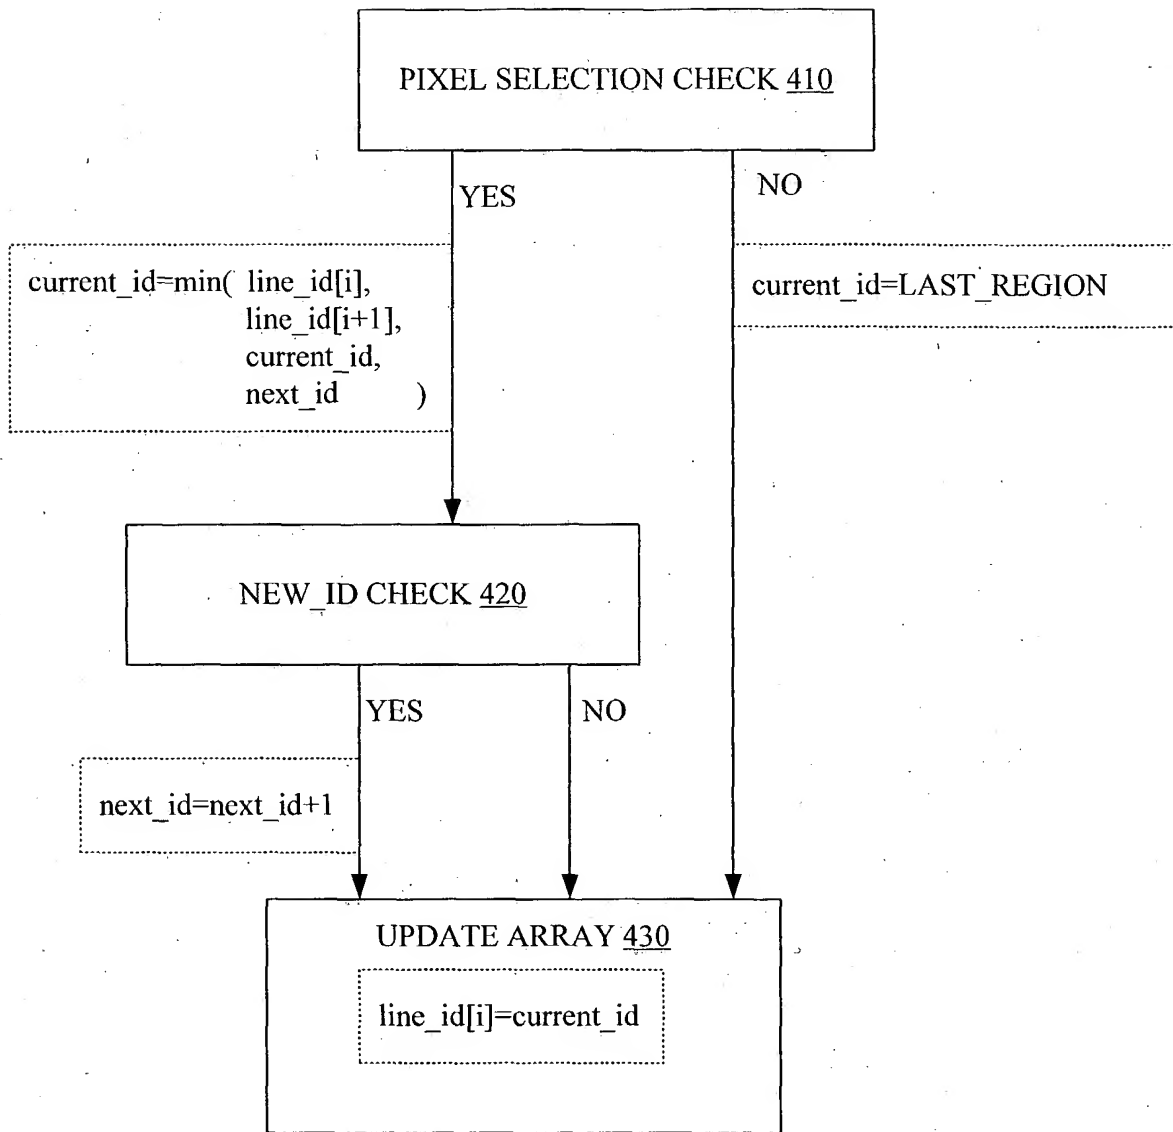 PIXEL SELECTION CHECK 410
YES
NO
current_id=min( line_id[i],
line_id[i+1],
current_id,
next_id )
current_id=LAST_REGION
NEW_ID CHECK 420
YES
NO
next_id=next_id+1
UPDATE ARRAY 430
line_id[i]=current_id